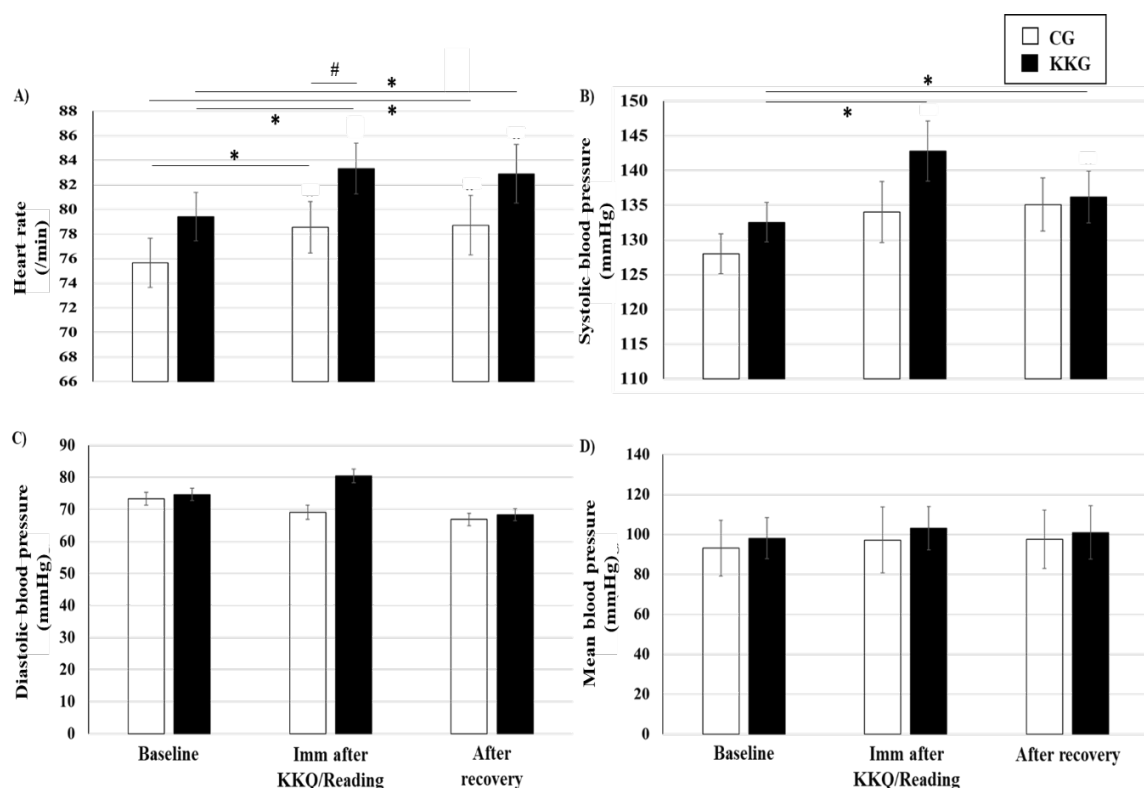 CG
KKG
#
*
*
*
*
A)
Heart rate
(/min)
88
86
84
82
80
78
76
74
72
70
68
66
*
*
B)
Systolic blood pressure
(mmHg)
150
145
140
135
130
125
120
115
110
C)
Diastolic blood pressure
(mmHg)
90
80
70
60
50
40
30
20
10
0
Baseline
Imm after
KKQ/Reading
After
recovery
D)
Mean blood pressure
(mmHg)
140
120
100
80
60
40
20
0
Baseline
Imm after
KKQ/Reading
After recovery